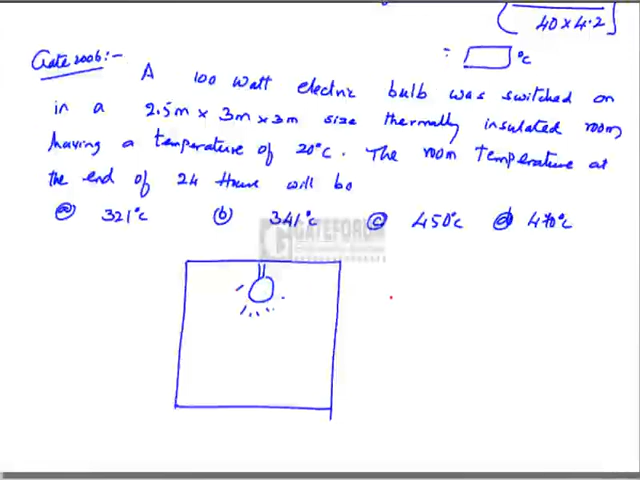 40 × 4.2
= °C
Gate 2006:-
A 100 Watt electric bulb was switched on
in a 2.5m × 3m × 3m size thermally insulated room
having a temperature of 20°C. The room temperature at
the end of 24 Hours will be
(a) 321°C (b) 341°C (c) 450°C (d) 470°C
GATEFORUM